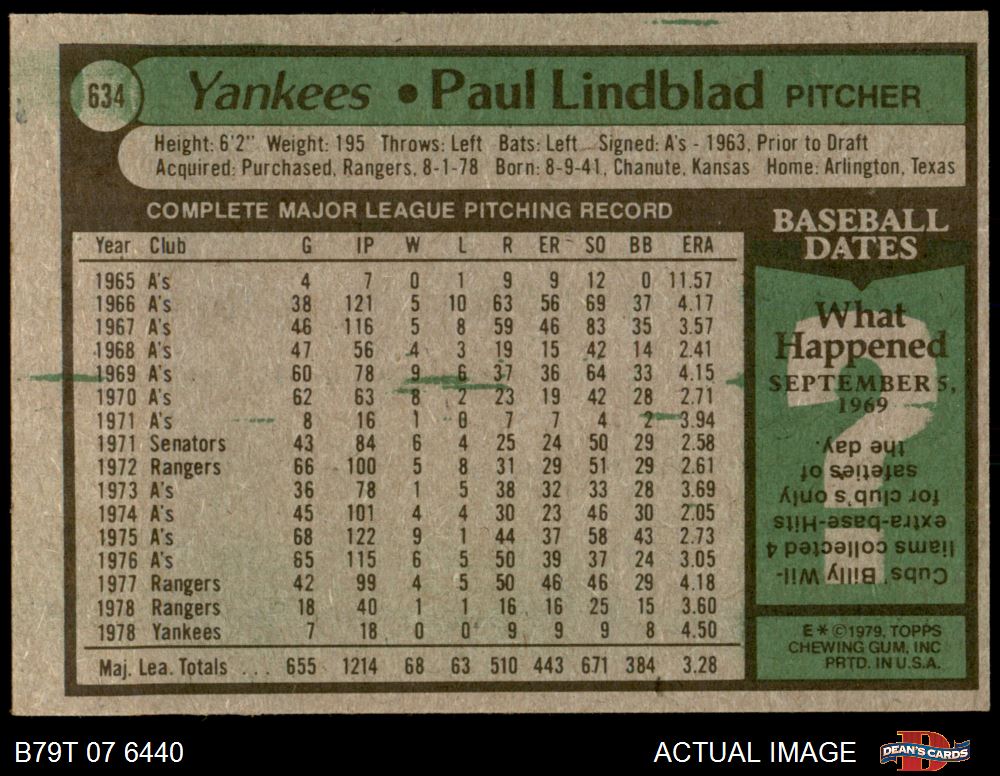 634 Yankees • Paul Lindblad PITCHER
Height: 6'2" Weight: 195 Throws: Left Bats: Left Signed: A's - 1963, Prior to Draft
Acquired: Purchased, Rangers, 8-1-78 Born: 8-9-41, Chanute, Kansas Home: Arlington, Texas
COMPLETE MAJOR LEAGUE PITCHING RECORD
Year Club G IP W L R ER SO BB ERA
1965 A's 4 7 0 1 9 9 12 0 11.57
1966 A's 38 121 5 10 63 56 69 37 4.17
1967 A's 46 116 5 8 59 46 83 35 3.57
1968 A's 47 56 4 3 19 15 42 14 2.41
1969 A's 60 78 9 6 37 36 64 33 4.15
1970 A's 62 63 8 2 23 19 42 28 2.71
1971 A's 8 16 1 0 7 7 4 2 3.94
1971 Senators 43 84 6 4 25 24 50 29 2.58
1972 Rangers 66 100 5 8 31 29 51 29 2.61
1973 A's 36 78 1 5 38 32 33 28 3.69
1974 A's 45 101 4 4 30 23 46 30 2.05
1975 A's 68 122 9 1 44 37 58 43 2.73
1976 A's 65 115 6 5 50 39 37 24 3.05
1977 Rangers 42 99 4 5 50 46 46 29 4.18
1978 Rangers 18 40 1 1 16 16 25 15 3.60
1978 Yankees 7 18 0 0 9 9 9 8 4.50
Maj. Lea. Totals ... 655 1214 68 63 510 443 671 384 3.28
BASEBALL
DATES
What
Happened
SEPTEMBER 5,
1969
?
Cubs' Billy Wil-
liams collected 4
extra-base-Hits
for club's only
safeties of
the day.
E*©1979, TOPPS
CHEWING GUM, INC
PRTD. IN U.S.A.
B79T 07 6440
ACTUAL IMAGE
D
DEAN'S CARDS